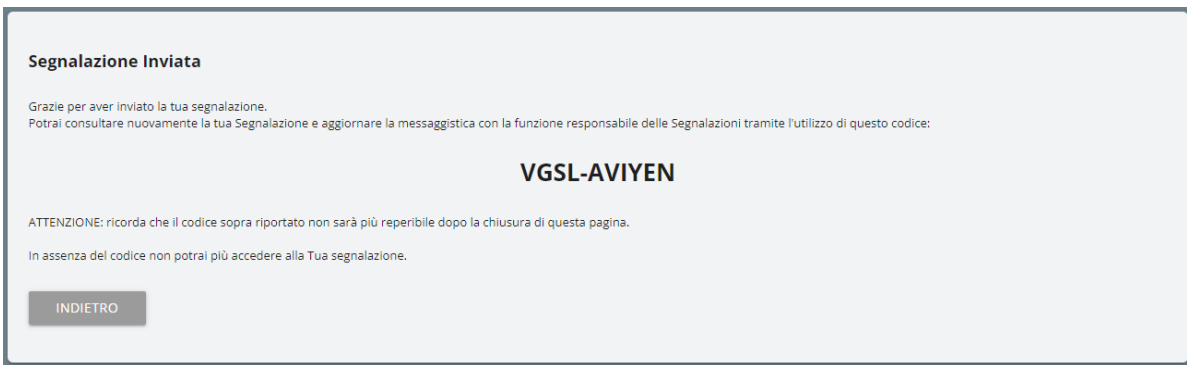 Segnalazione Inviata
Grazie per aver inviato la tua segnalazione.
Potrai consultare nuovamente la tua Segnalazione e aggiornare la messaggistica con la funzione responsabile delle Segnalazioni tramite l'utilizzo di questo codice:
VGSL-AVIYEN
ATTENZIONE: ricorda che il codice sopra riportato non sarà più reperibile dopo la chiusura di questa pagina.
In assenza del codice non potrai più accedere alla Tua segnalazione.
INDIETRO